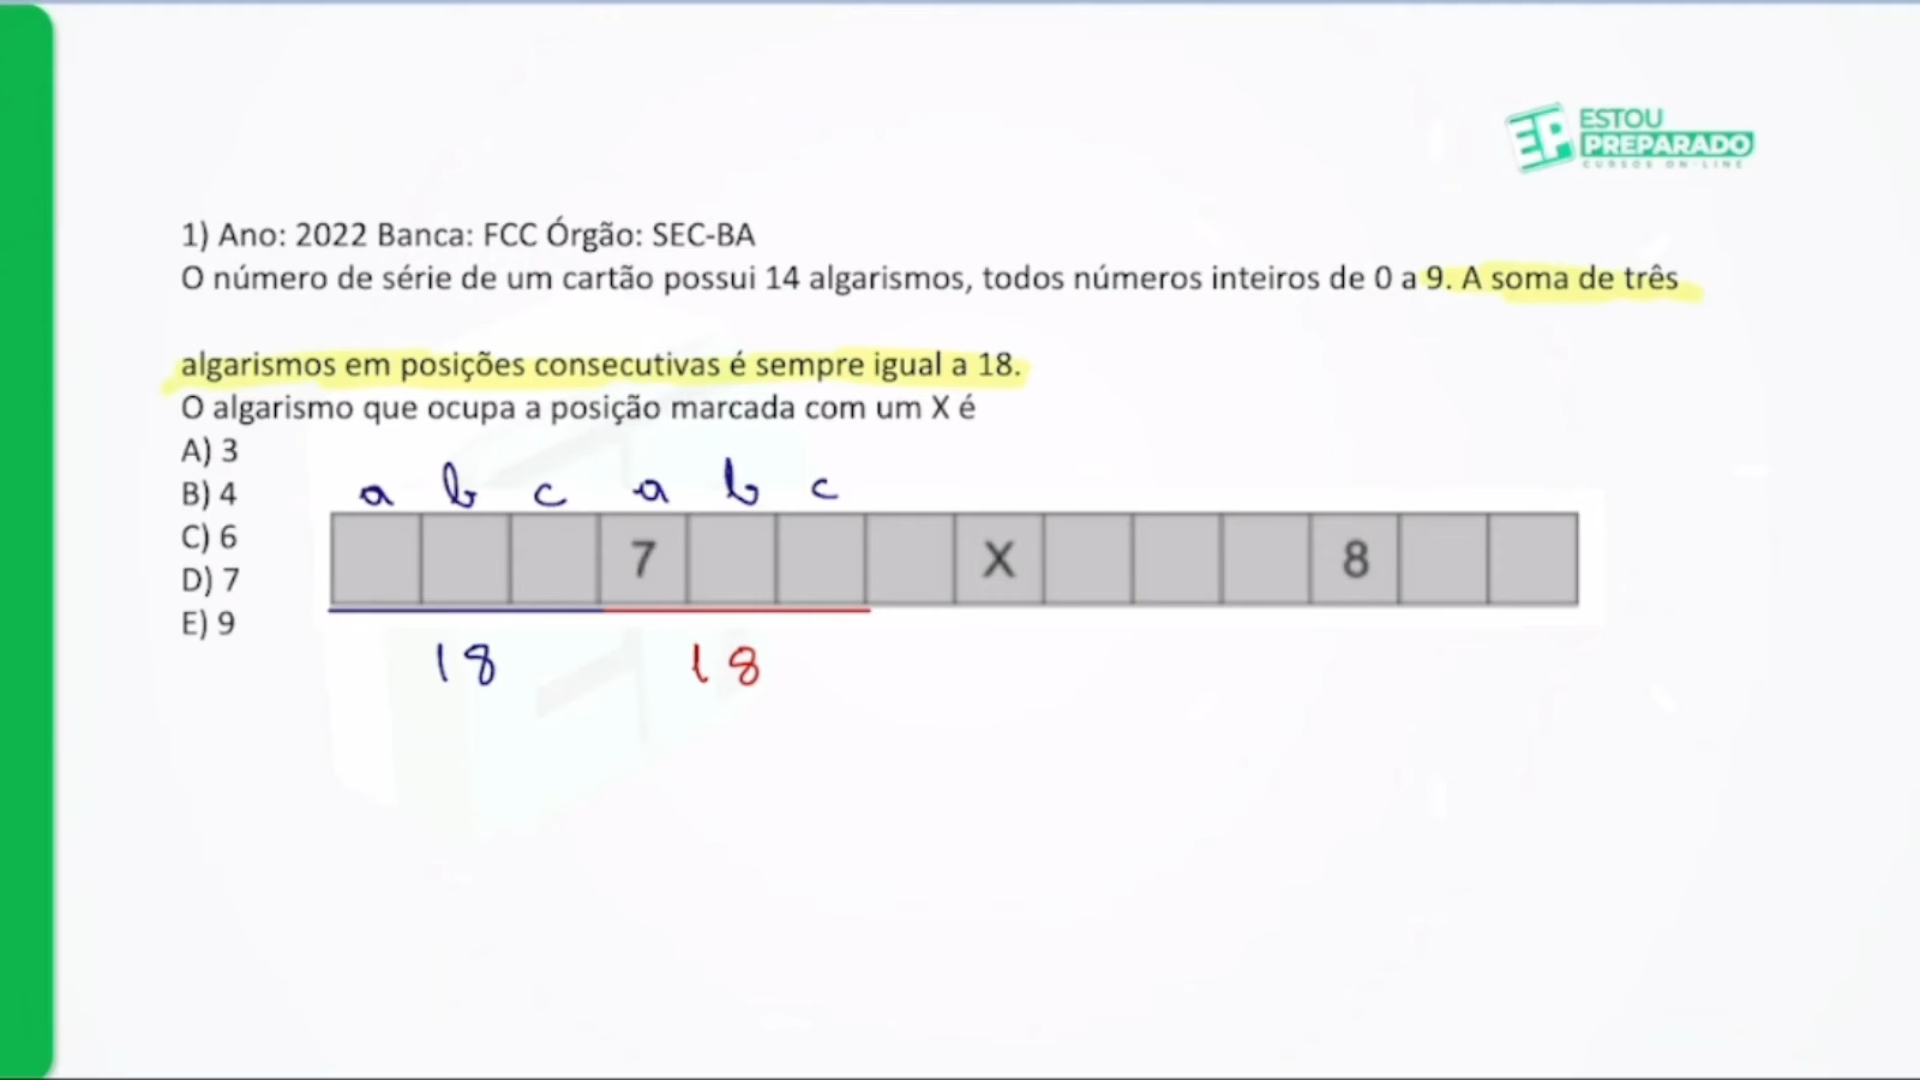 ESTOU
PREPARADO
CURSOS ON-LINE
1) Ano: 2022 Banca: FCC Órgão: SEC-BA
O número de série de um cartão possui 14 algarismos, todos números inteiros de 0 a 9. A soma de três
algarismos em posições consecutivas é sempre igual a 18.
O algarismo que ocupa a posição marcada com um X é
A) 3
B) 4
C) 6
D) 7
E) 9
a b c a b c
7 X 8
18 18